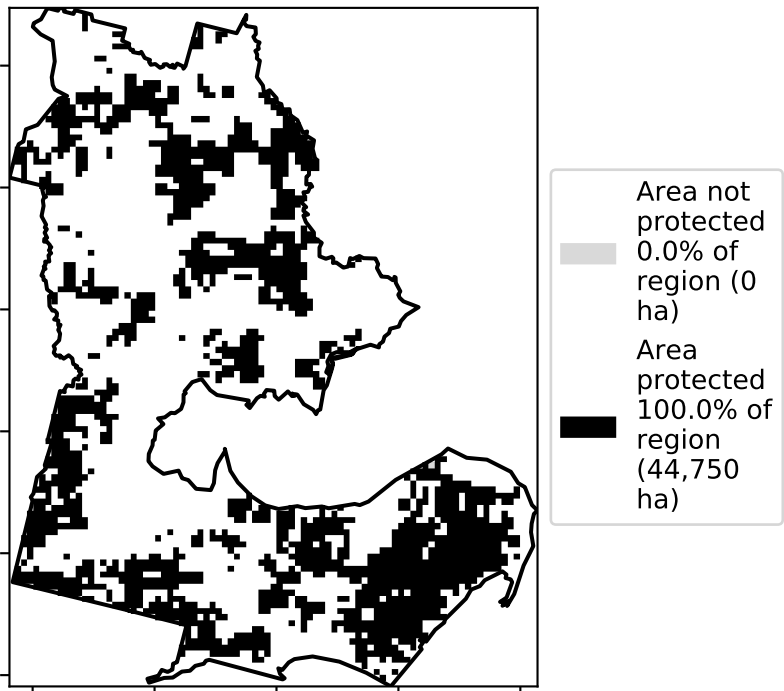 Area not
protected
0.0% of
region (0
ha)
Area
protected
100.0% of
region
(44,750
ha)